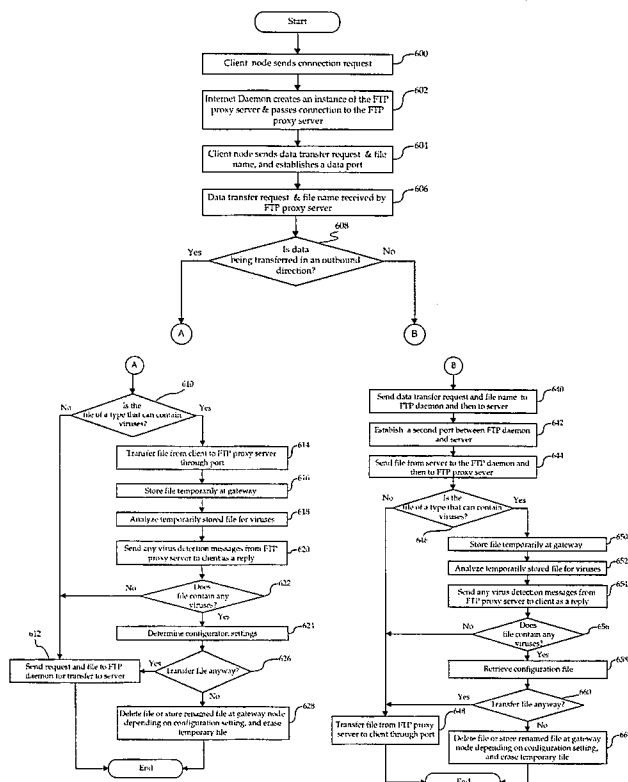 Start
Client node sends connection request
600
Internet Daemon creates an instance of the FTP
proxy server & passes connection to the FTP
proxy server
602
Client node sends data transfer request & file
name, and establishes a data port
604
Data transfer request & file name received by
FTP proxy server
606
608
Is data
being transferred in an outbound
direction?
Yes
No
A
B
A
610
Is the
file of a type that can contain
viruses?
No
Yes
Transfer file from client to FTP proxy server
through port
614
Store file temporarily at gateway
616
Analyze temporarily stored file for viruses
618
Send any virus detection messages from FTP
proxy server to client as a reply
620
Does
file contain any
viruses?
622
No
Yes
Determine configuration settings
624
612
Send request and file to FTP
daemon for transfer to server
Yes
Transfer file anyway?
626
No
Delete file or store renamed file at gateway node
depending on configuration setting, and erase
temporary file
628
End
B
Send data transfer request and file name to
FTP daemon and then to server
640
Establish a second port between FTP daemon
and server
642
Send file from server to the FTP daemon and
then to FTP proxy sever
644
Is the
file of a type that can contain
viruses?
No
Yes
646
Store file temporarily at gateway
650
Analyze temporarily stored file for viruses
652
Send any virus detection messages from
FTP proxy server to client as a reply
654
Does
file contain any
viruses?
656
No
Yes
Retrieve configuration file
658
Yes
Transfer file anyway?
660
648
No
Transfer file from FTP proxy
server to client through port
Delete file or store renamed file at gateway
node depending on configuration setting,
and erase temporary file
End